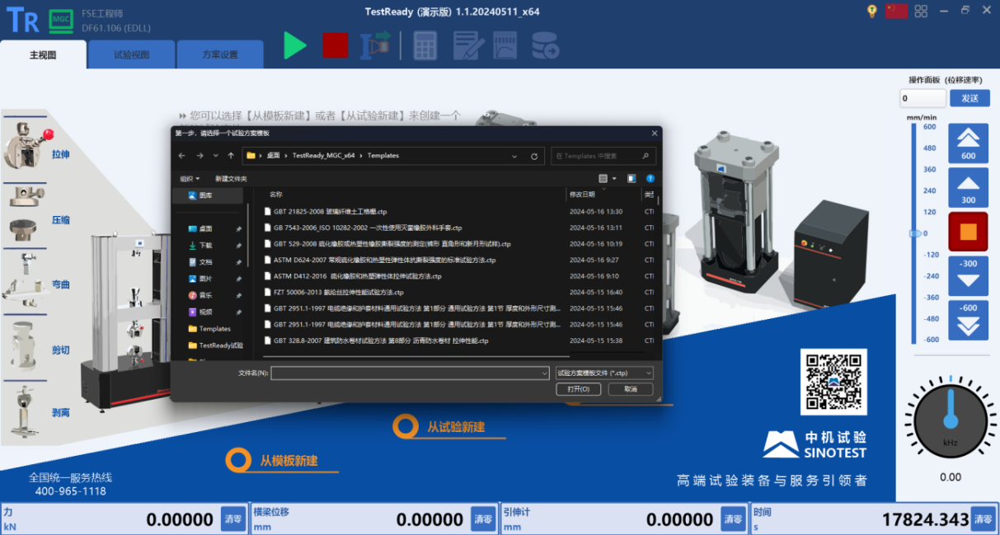 TR
MGC
FSE工程师
DF61.106 (EDLL)
TestReady (演示版) 1.1.20240511_x64
主视图
试验视图
方案设置
您可以选择【从模板新建】或者【从试验新建】来创建一个
拉伸
压缩
弯曲
剪切
剥离
第一步，请选择一个试验方案模板
桌面 › TestReady_MGC_x64 › Templates
在 Templates 中搜索
组织
新建文件夹
图库
桌面
下载
文档
图片
音乐
视频
Templates
TestReady试验
名称
修改日期
GBT 21825-2008 玻璃纤维土工格栅.ctp
2024-05-16 13:30
CTI
GB 7543-2006_ISO 10282-2002 一次性使用灭菌橡胶外科手套.ctp
2024-05-16 13:11
CTI
GBT 529-2008 硫化橡胶或热塑性橡胶撕裂强度的测定(裤形 直角形和新月形试样).ctp
2024-05-16 10:19
CTI
ASTM D624-2007 常规硫化橡胶和热塑性弹性体抗撕裂强度的标准试验方法.ctp
2024-05-16 9:27
CTI
ASTM D412-2016 硫化橡胶和热塑弹性体拉伸试验方法.ctp
2024-05-16 9:10
CTI
FZT 50006-2013 氨纶丝拉伸性能试验方法.ctp
2024-05-15 16:40
CTI
GBT 2951.1-1997 电缆绝缘和护套材料通用试验方法 第1部分 通用试验方法 第1节 厚度和外形尺寸测...
2024-05-15 15:46
CTI
GBT 2951.1-1997 电缆绝缘和护套材料通用试验方法 第1部分 通用试验方法 第1节 厚度和外形尺寸测...
2024-05-15 15:46
CTI
GBT 328.8-2007 建筑防水卷材试验方法 第8部分 沥青防水卷材 拉伸性能.ctp
2024-05-15 15:38
CTI
文件名(N):
试验方案模板文件 (*.ctp)
打开(O)
取消
从试验新建
从模板新建
全国统一服务热线
400-965-1118
中机试验
SINOTEST
高端试验装备与服务引领者
操作面板 (位移速率)
0
发送
mm/min
600
480
360
240
120
0
-120
-240
-360
-480
-600
600
300
-300
-600
kHz
0.00
力
kN
0.00000
清零
横梁位移
mm
0.00000
清零
引伸计
mm
0.00000
清零
时间
s
17824.343
清零